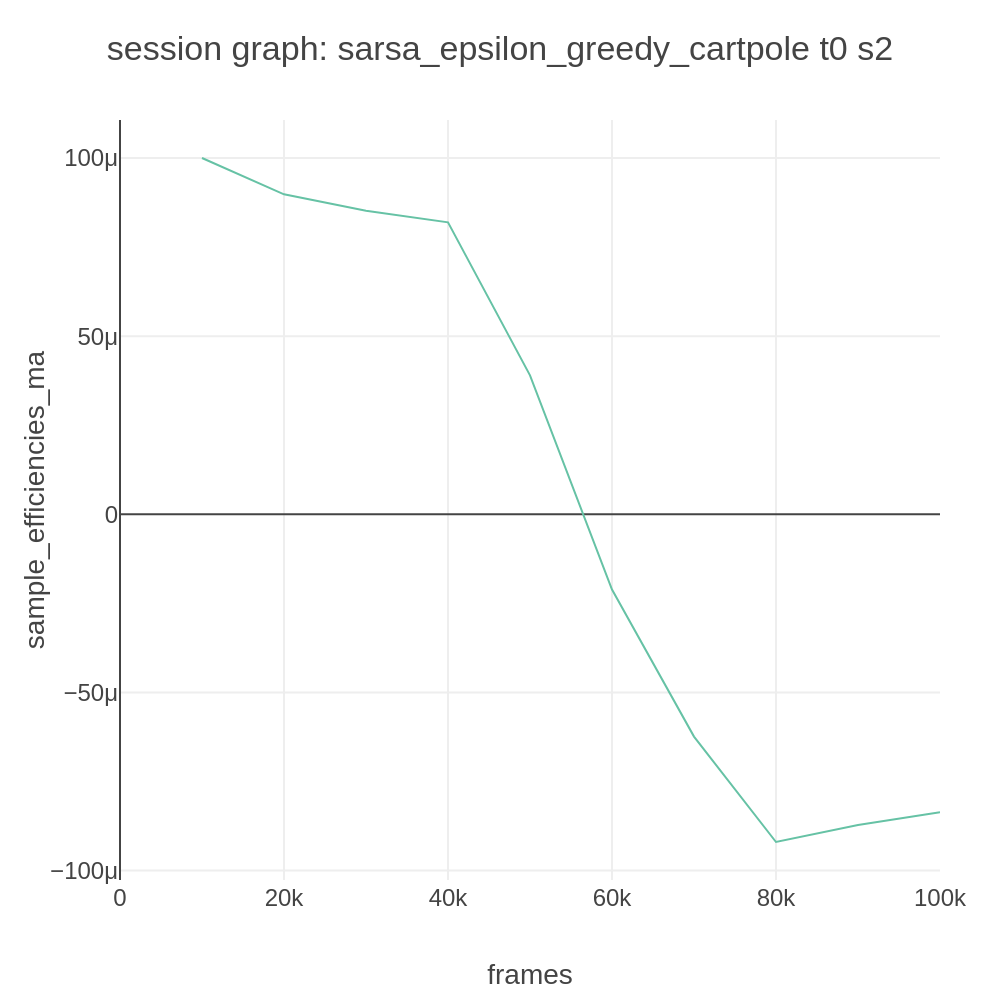 session graph: sarsa_epsilon_greedy_cartpole t0 s2
sample_efficiencies_ma
100μ
50μ
0
−50μ
−100μ
0
20k
40k
60k
80k
100k
frames